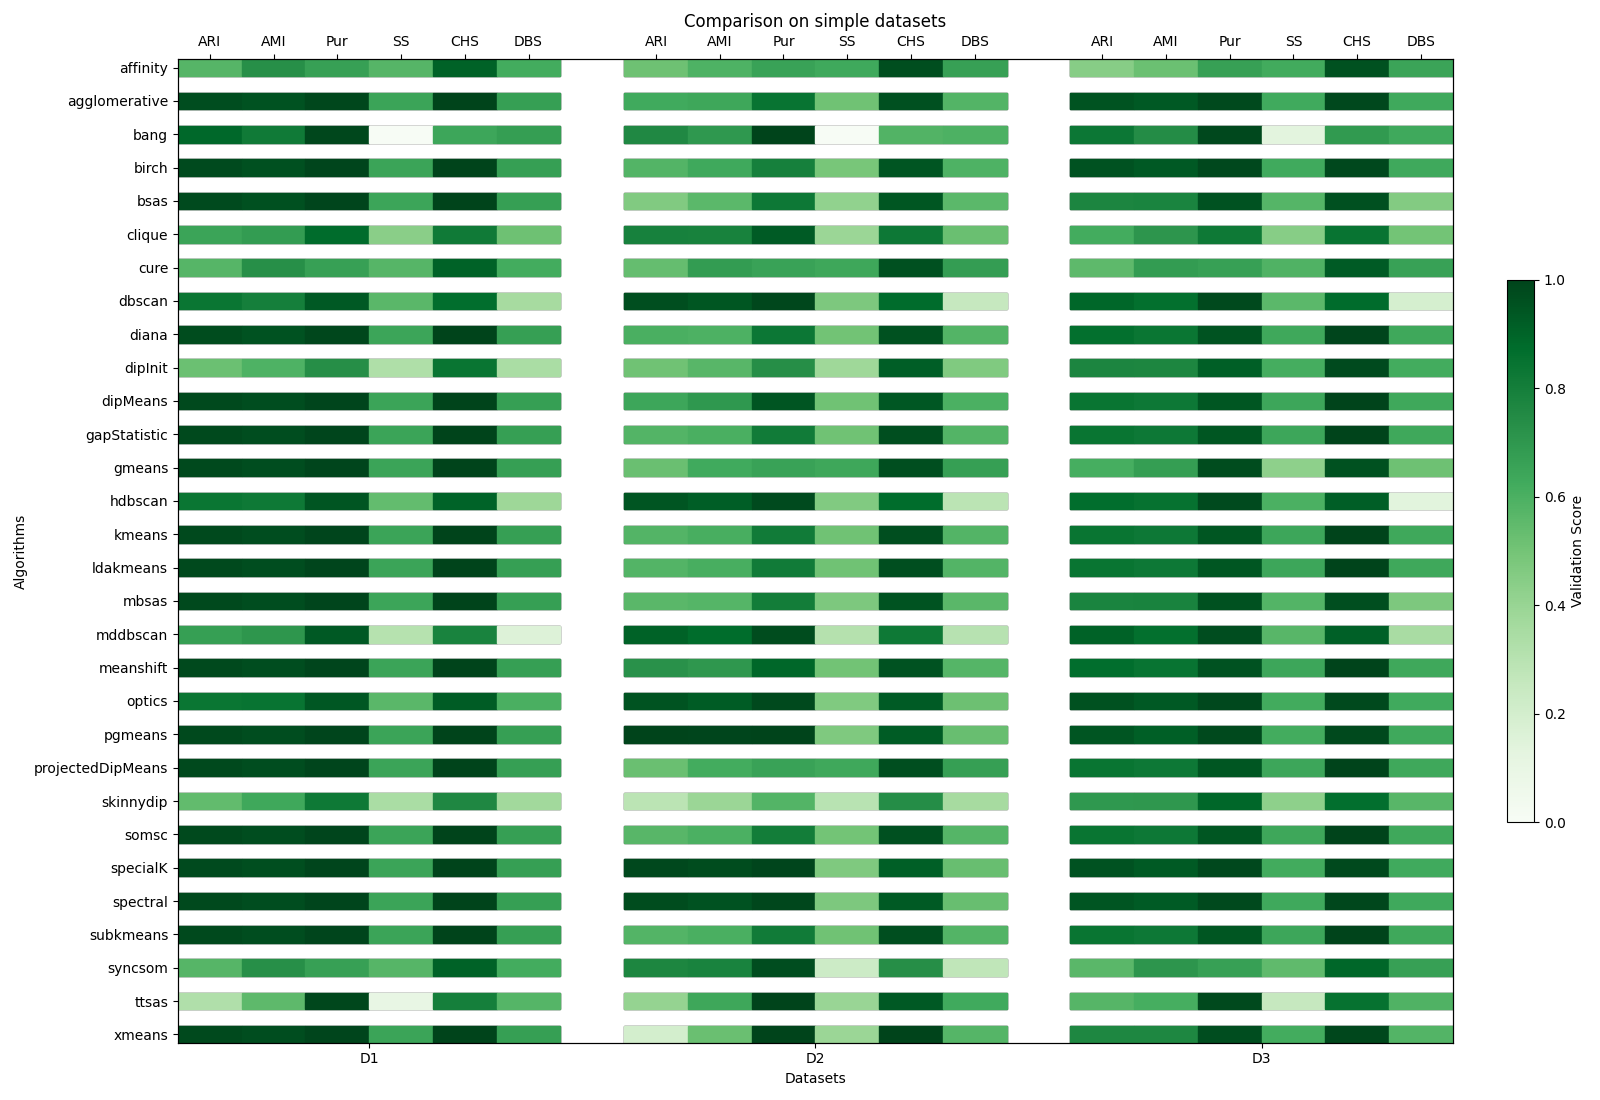 Comparison on simple datasets
ARI AMI Pur SS CHS DBS ARI AMI Pur SS CHS DBS ARI AMI Pur SS CHS DBS
affinity
agglomerative
bang
birch
bsas
clique
cure
dbscan
diana
dipInit
dipMeans
gapStatistic
gmeans
hdbscan
kmeans
ldakmeans
mbsas
mddbscan
meanshift
optics
pgmeans
projectedDipMeans
skinnydip
somsc
specialK
spectral
subkmeans
syncsom
ttsas
xmeans
Algorithms
D1 D2 D3
Datasets
1.0
0.8
0.6
0.4
0.2
0.0
Validation Score